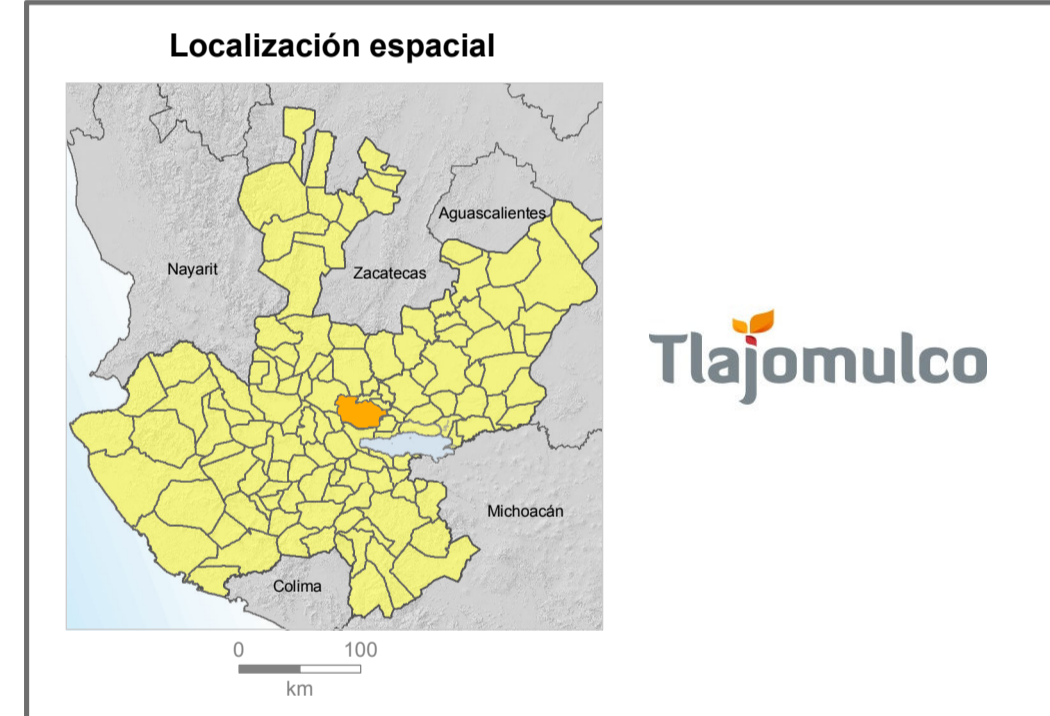 Localización espacial
Aguascalientes
Nayarit
Zacatecas
Tlajomulco
Michoacán
Colima
0 100
km